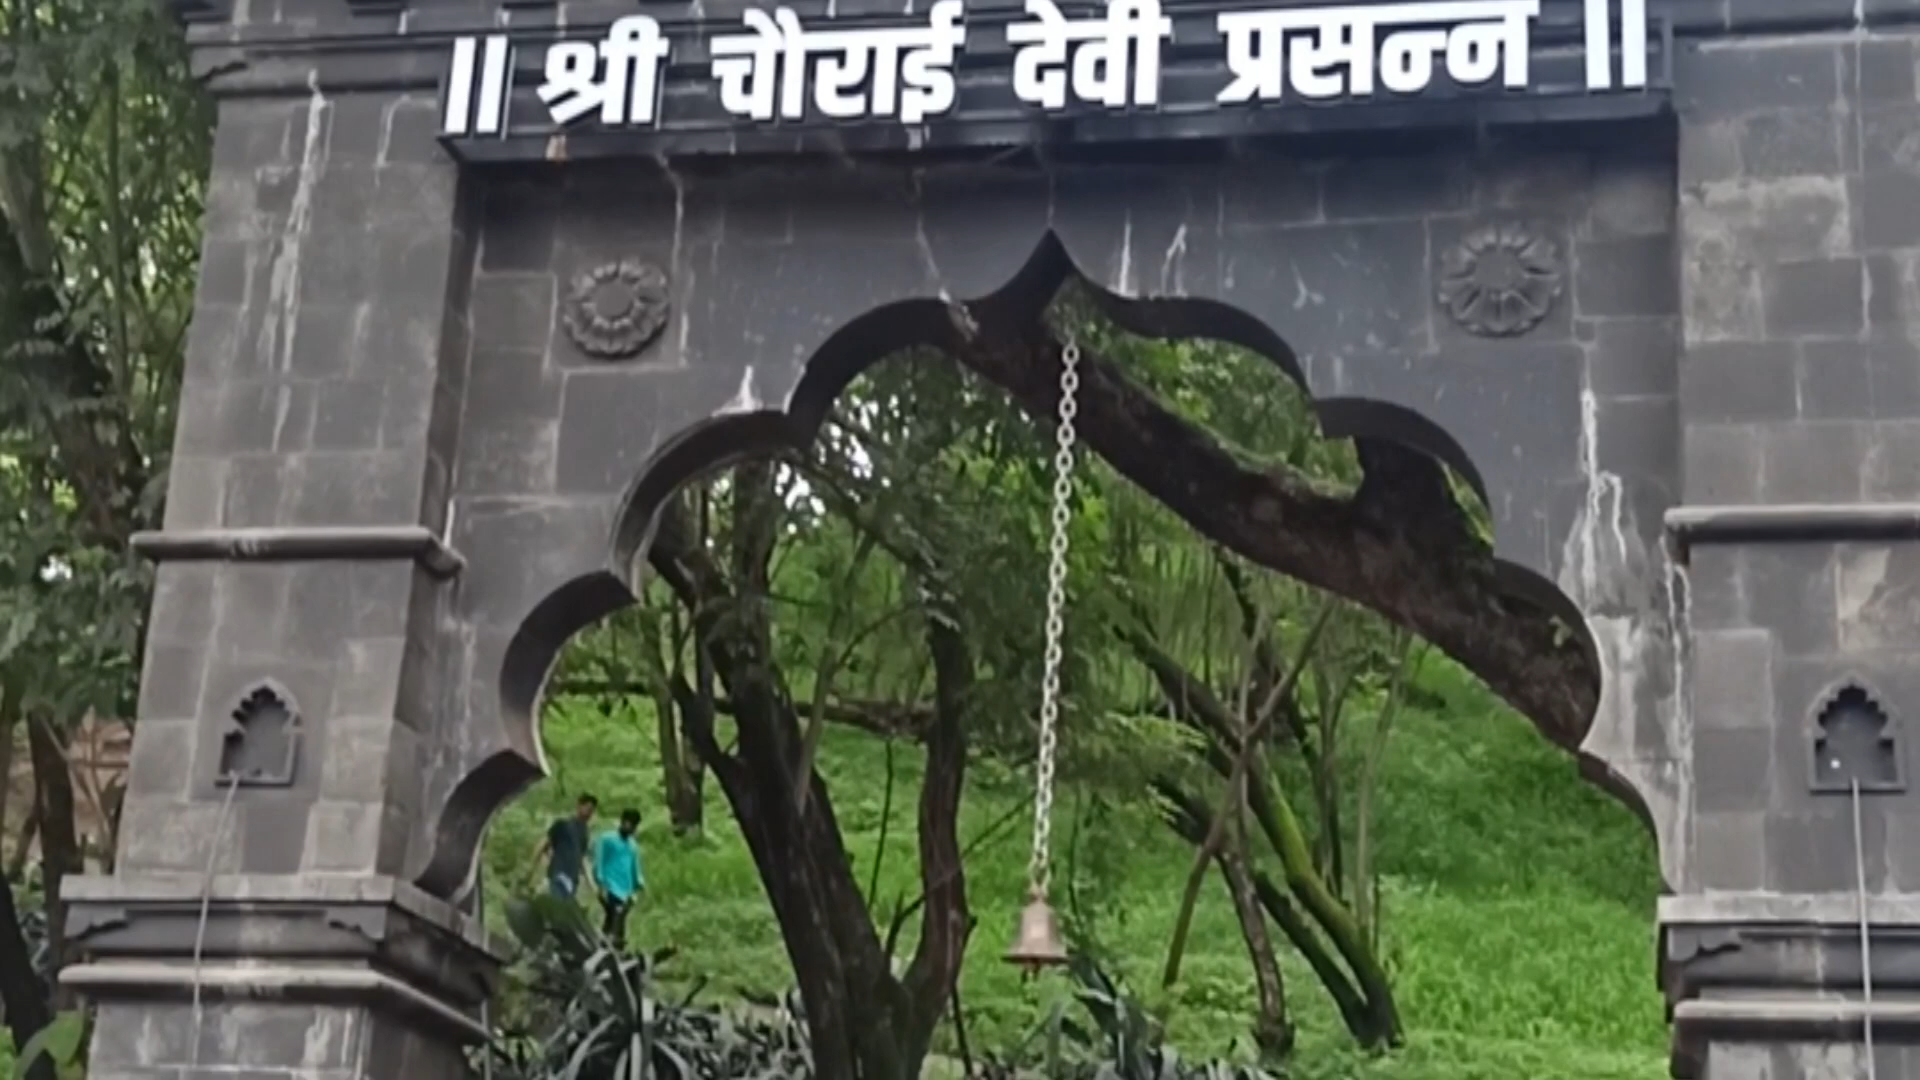 ॥ श्री चौराई देवी प्रसन्न ॥